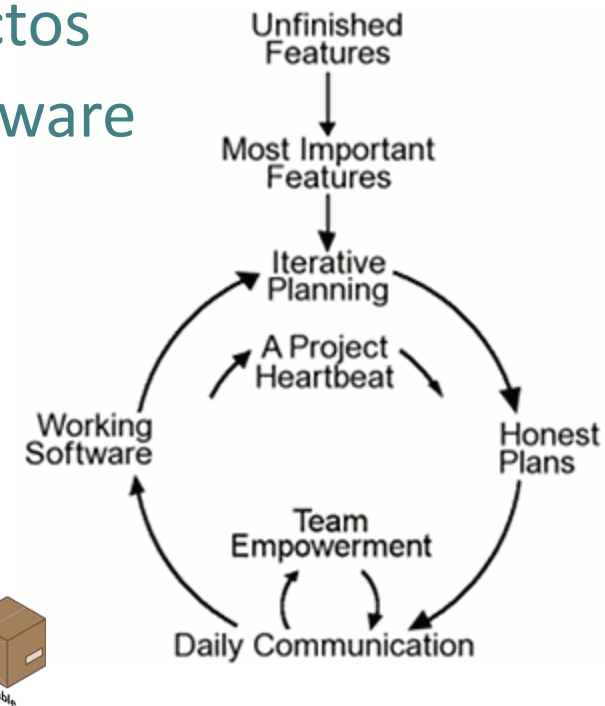 ctos
ware
Unfinished
Features
Most Important
Features
Iterative
Planning
A Project
Heartbeat
Working
Software
Honest
Plans
Team
Empowerment
Daily Communication